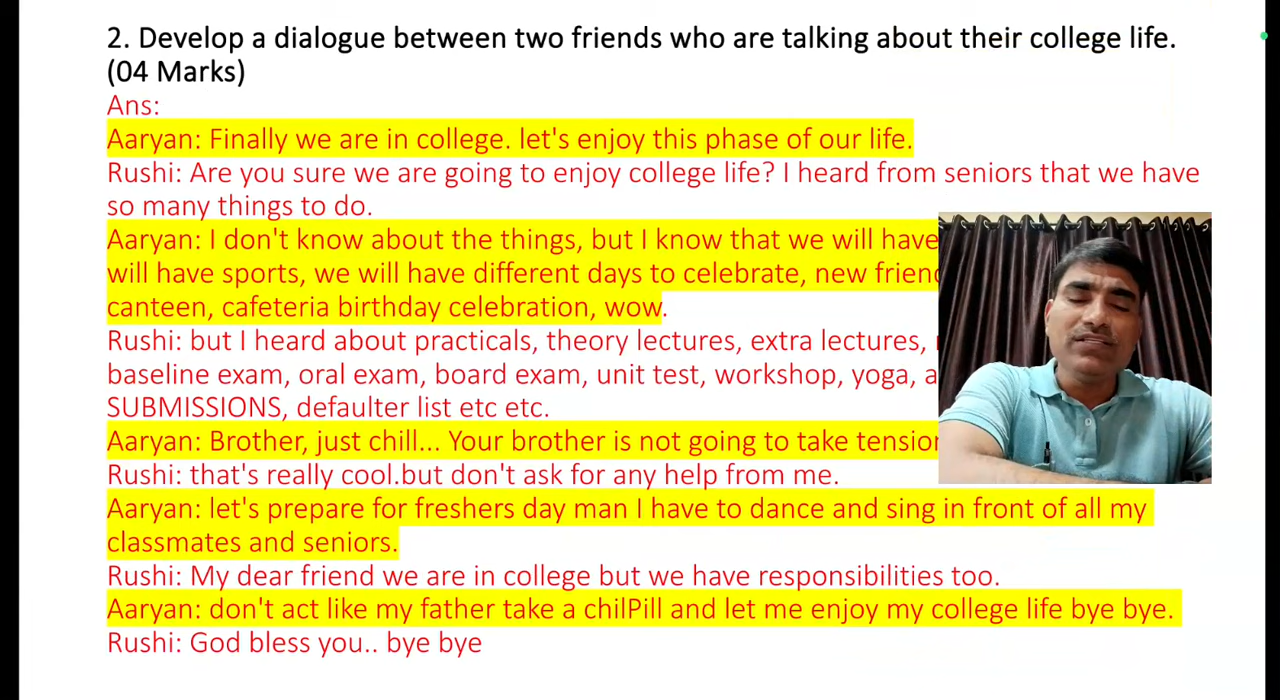 2. Develop a dialogue between two friends who are talking about their college life.
(04 Marks)
Ans:
Aaryan: Finally we are in college. let's enjoy this phase of our life.
Rushi: Are you sure we are going to enjoy college life? I heard from seniors that we have
so many things to do.
Aaryan: I don't know about the things, but I know that we will have
will have sports, we will have different days to celebrate, new
canteen, cafeteria birthday celebration, wow.
Rushi: but I heard about practicals, theory lectures, extra lectures,
baseline exam, oral exam, board exam, unit test, workshop, yoga,
SUBMISSIONS, defaulter list etc etc.
Aaryan: Brother, just chill... Your brother is not going to take
Rushi: that's really cool.but don't ask for any help from me.
Aaryan: let's prepare for freshers day man I have to dance and sing in front of all my
classmates and seniors.
Rushi: My dear friend we are in college but we have responsibilities too.
Aaryan: don't act like my father take a chilPill and let me enjoy my college life bye bye.
Rushi: God bless you.. bye bye